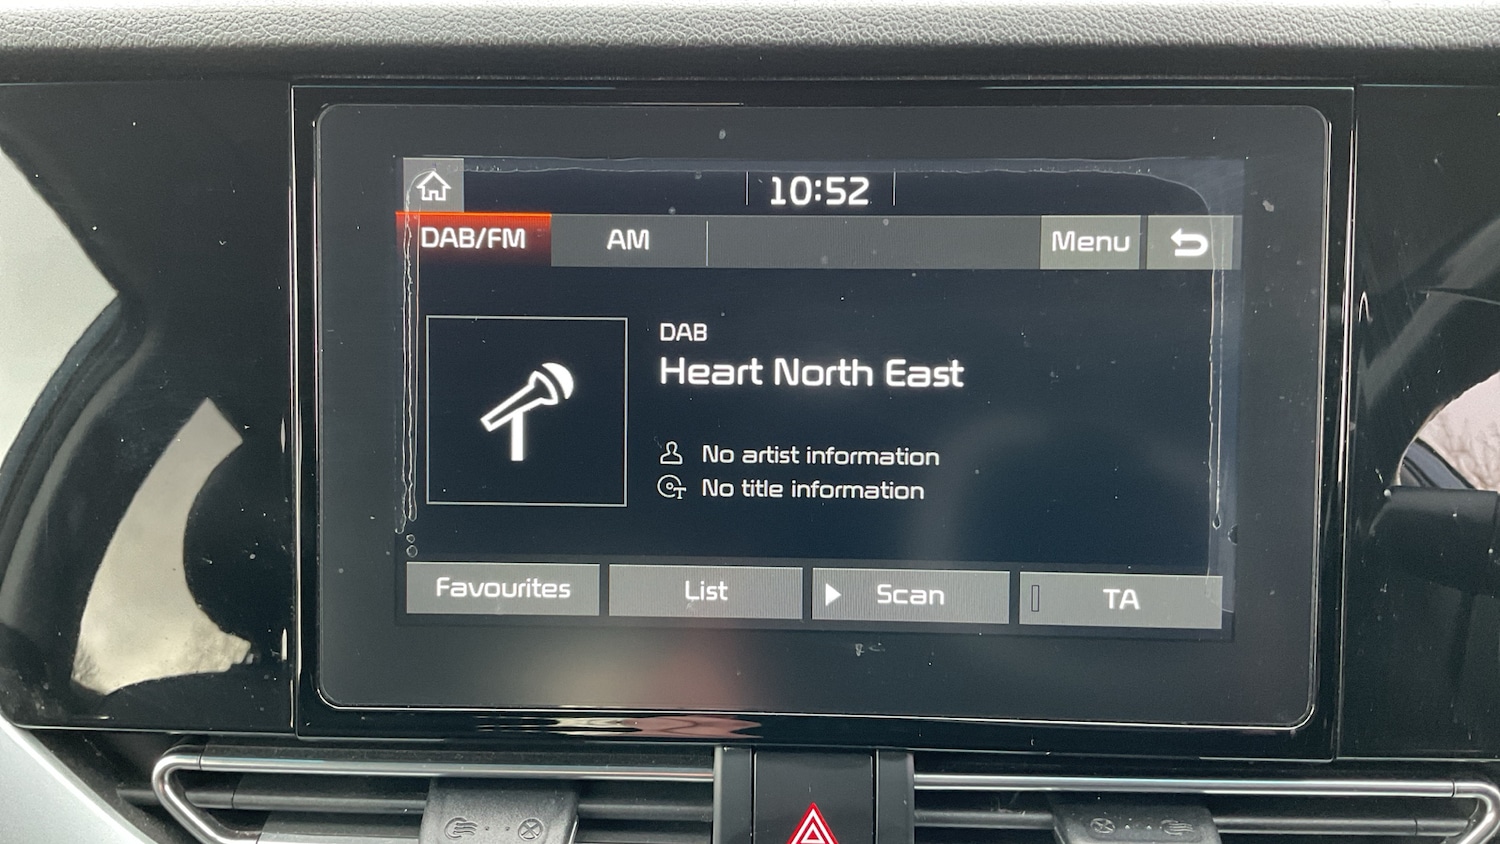 10:52
DAB/FM
AM
Menu
DAB
Heart North East
No artist information
No title information
Favourites
List
Scan
TA